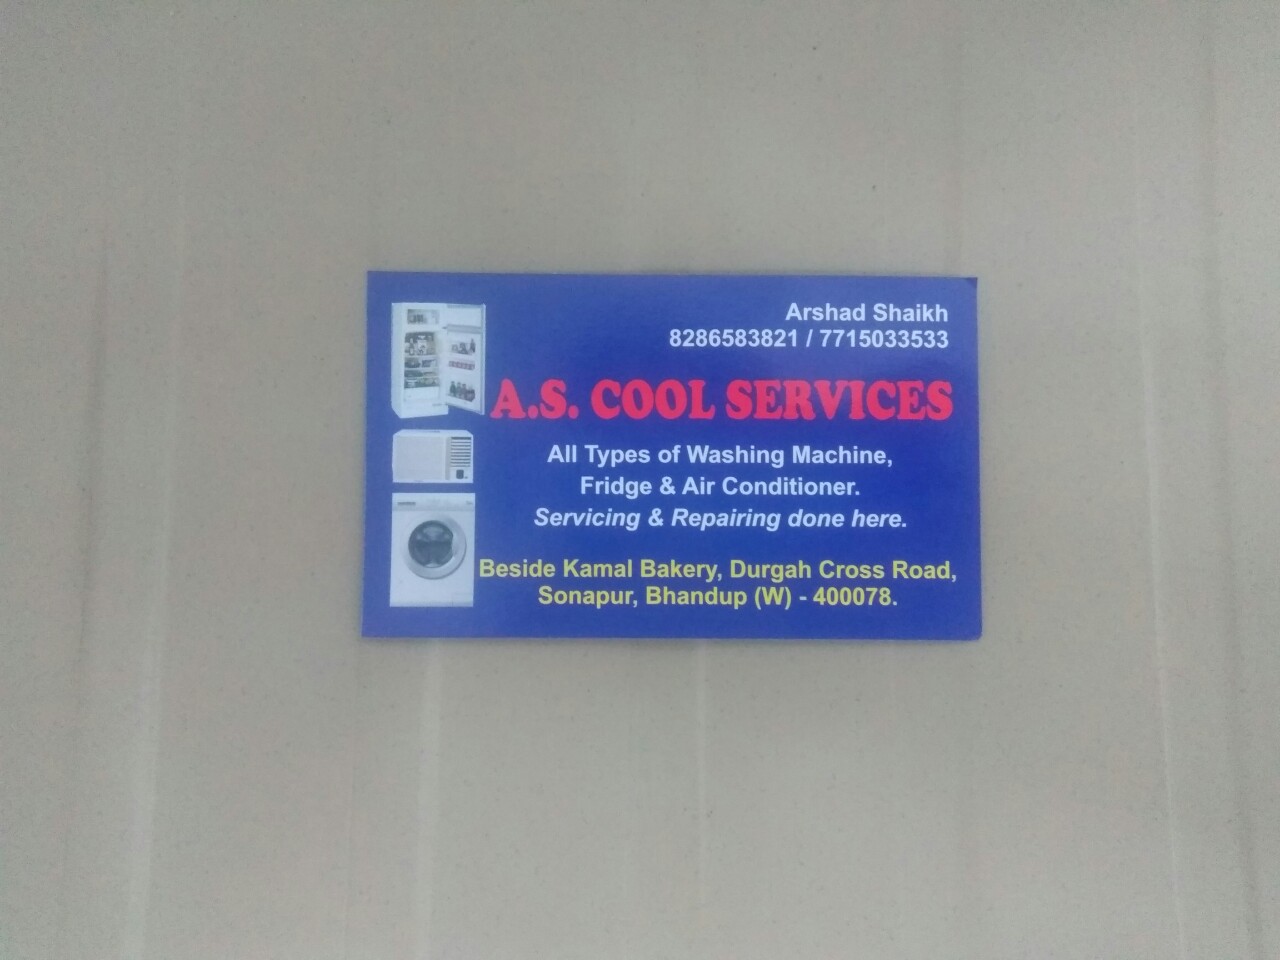 Arshad Shaikh
8286583821 / 7715033533
A.S. COOL SERVICES
All Types of Washing Machine,
Fridge & Air Conditioner.
Servicing & Repairing done here.
Beside Kamal Bakery, Durgah Cross Road,
Sonapur, Bhandup (W) - 400078.